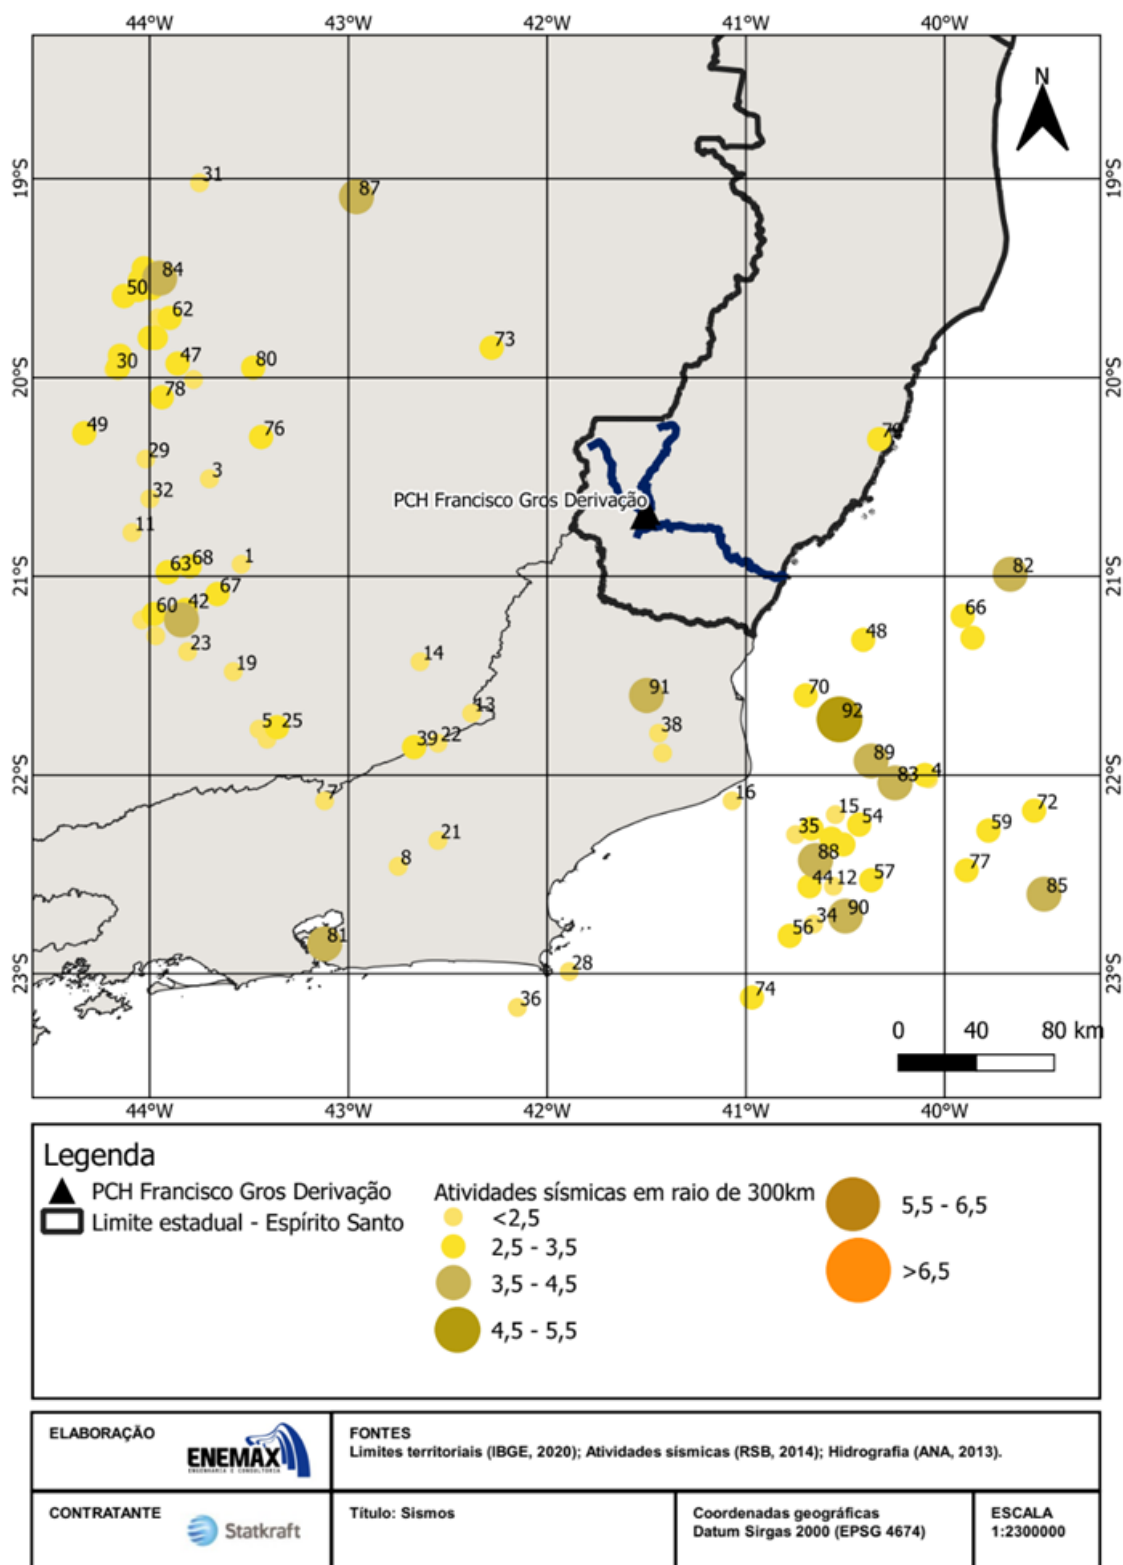 44°W 43°W 42°W 41°W 40°W
N
19°S 19°S
31
87
84
50
62
73
47
80
30
20°S 20°S
78
49
76
79
29
3
32
PCH Francisco Gros Derivação
11
68
1
63
82
21°S 21°S
67
42
60
66
23
48
14
19
91
70
13
92
5
25
38
39
22
89
83
4
22°S 22°S
7
16
15
72
35
54
59
21
88
8
44
12
57
77
85
34
90
56
81
28
23°S 23°S
74
36
0 40 80 km
44°W 43°W 42°W 41°W 40°W
Legenda
PCH Francisco Gros Derivação
Limite estadual - Espírito Santo
Atividades sísmicas em raio de 300km
<2,5
2,5 - 3,5
3,5 - 4,5
4,5 - 5,5
5,5 - 6,5
>6,5
ELABORAÇÃO
ENEMAX
ENGENHARIA E CONSULTORIA
FONTES
Limites territoriais (IBGE, 2020); Atividades sísmicas (RSB, 2014); Hidrografia (ANA, 2013).
CONTRATANTE
Statkraft
Título: Sismos
Coordenadas geográficas
Datum Sirgas 2000 (EPSG 4674)
ESCALA
1:2300000